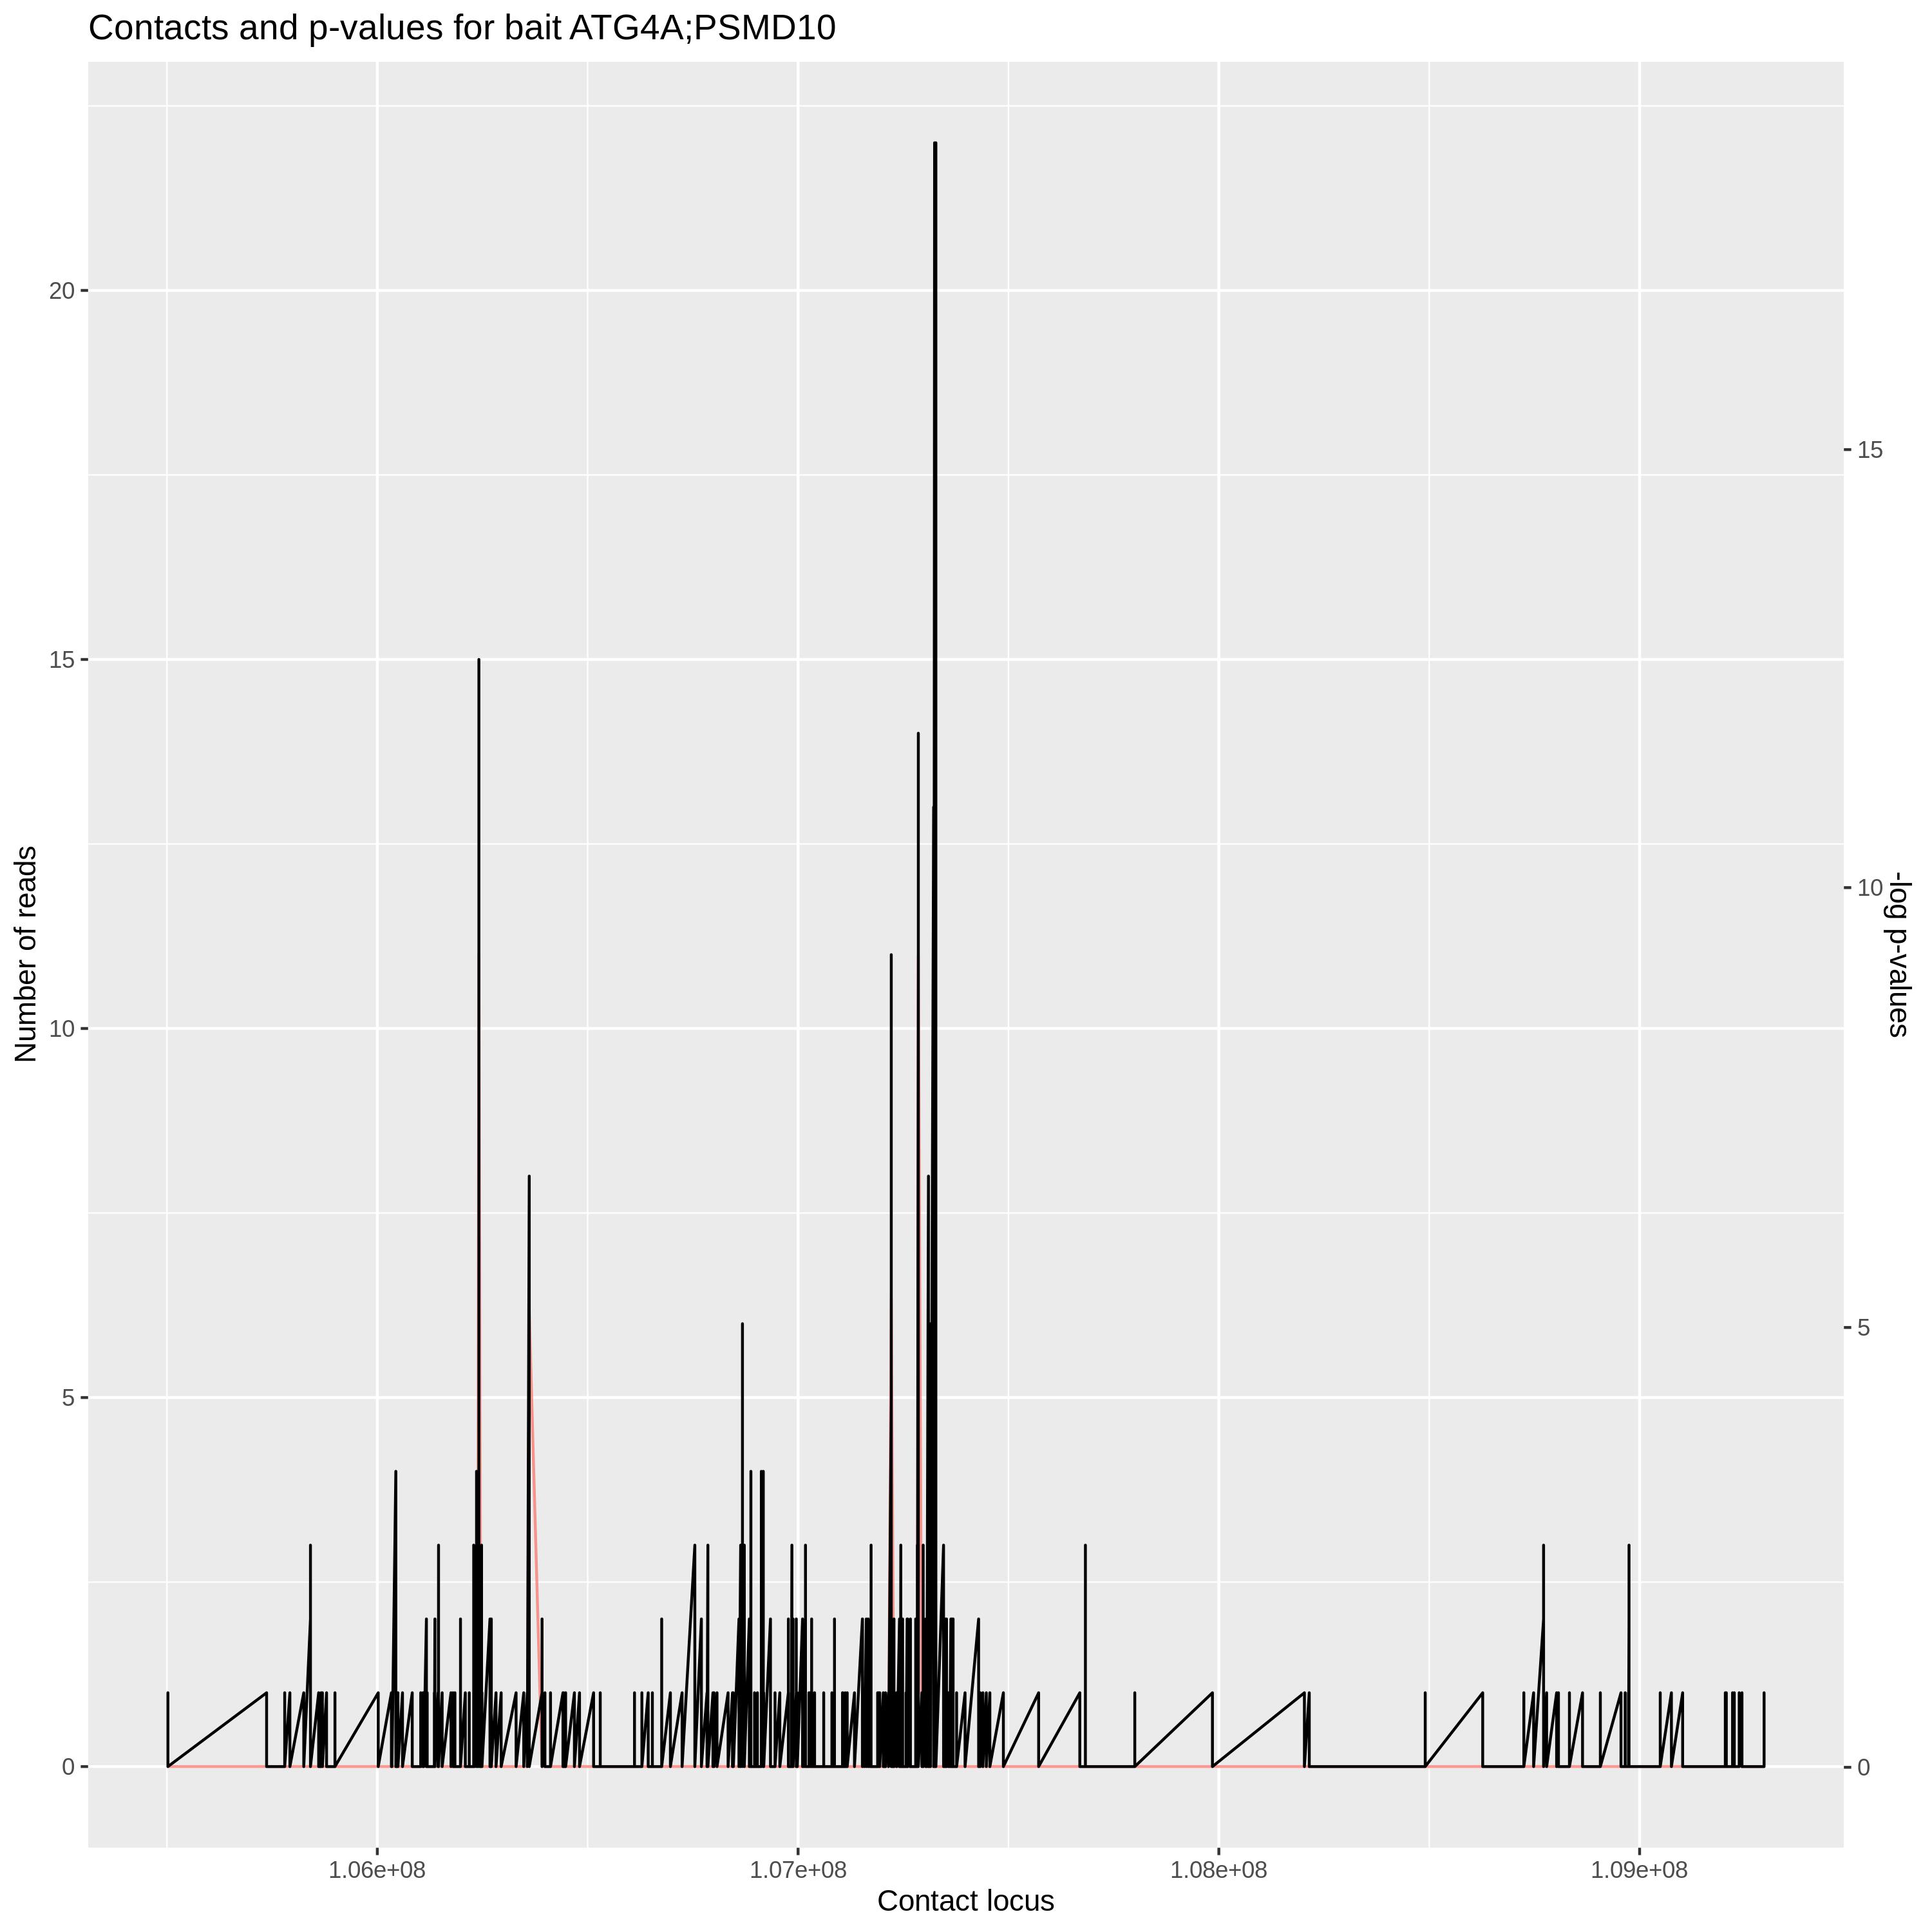 Contacts and p-values for bait ATG4A;PSMD10
Number of reads
20
15
10
5
0
15
10
5
0
-log p-values
1.06e+08
1.07e+08
1.08e+08
1.09e+08
Contact locus